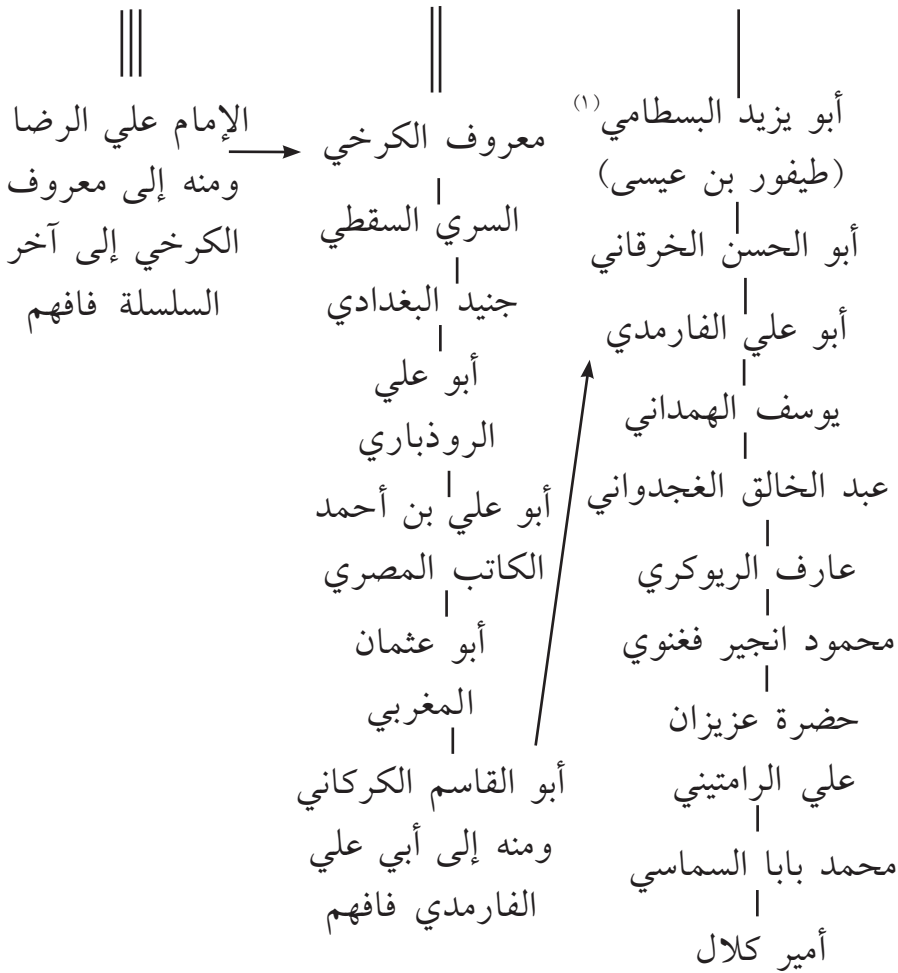 أبو يزيد البسطامي (١)
(طيفور بن عيسى)
أبو الحسن الخرقاني
أبو علي الفارمدي
يوسف الهمداني
عبد الخالق الغجدواني
عارف الريوكري
محمود انجير فغنوي
حضرة عزيزان
علي الرامتيني
محمد بابا السماسي
أمير كلال
معروف الكرخي
السري السقطي
جنيد البغدادي
أبو علي
الروذباري
أبو علي بن أحمد
الكاتب المصري
أبو عثمان
المغربي
أبو القاسم الكركاني
ومنه إلى أبي علي
الفارمدي فافهم
الإمام علي الرضا
ومنه إلى معروف
الكرخي إلى آخر
السلسلة فافهم